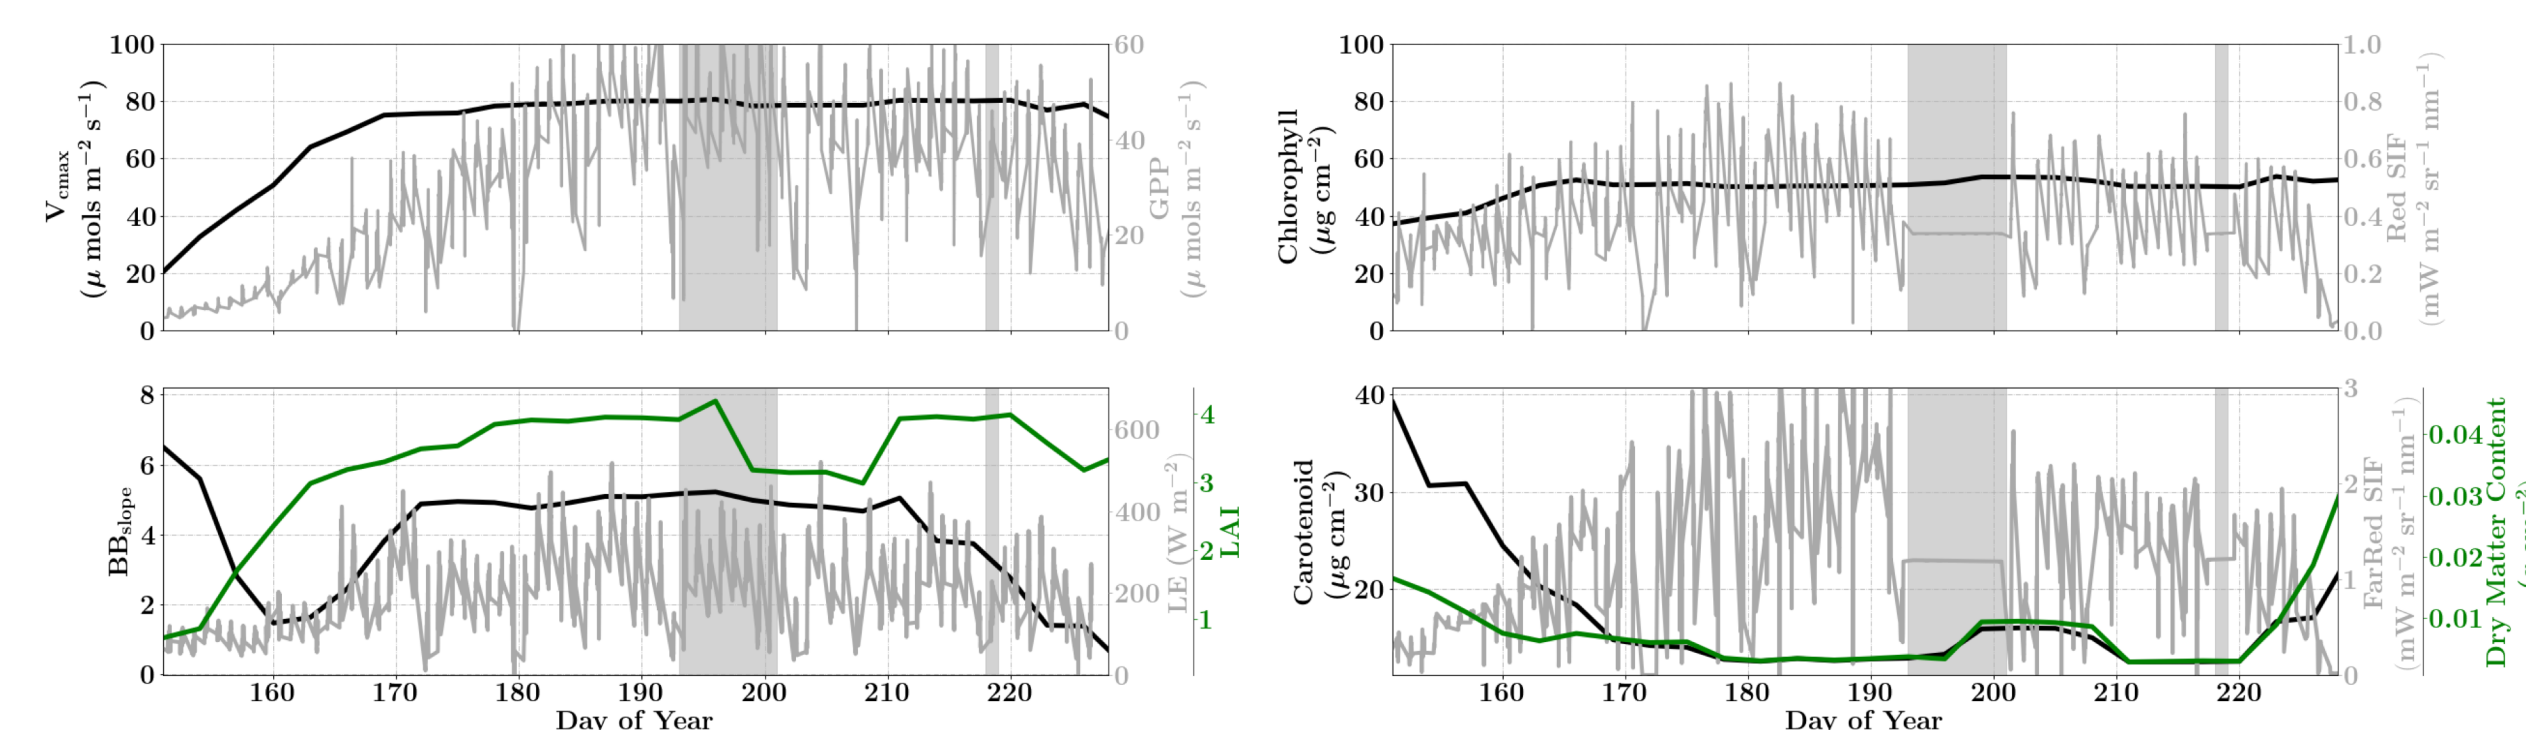 100
80
60
40
20
0
V_cmax
(μ mols m⁻² s⁻¹)
60
40
20
0
GPP
(μ mols m⁻² s⁻¹)
100
80
60
40
20
0
Chlorophyll
(μg cm⁻²)
1.0
0.8
0.6
0.4
0.2
0.0
Red SIF
(mW m⁻² sr⁻¹ nm⁻¹)
8
6
4
2
0
BB_slope
600
400
200
0
LE (W m⁻²)
4
3
2
1
LAI
160 170 180 190 200 210 220
Day of Year
40
30
20
Carotenoid
(μg cm⁻²)
3
2
1
0
FarRed SIF
(mW m⁻² sr⁻¹ nm⁻¹)
0.04
0.03
0.02
0.01
Dry Matter Content
160 170 180 190 200 210 220
Day of Year